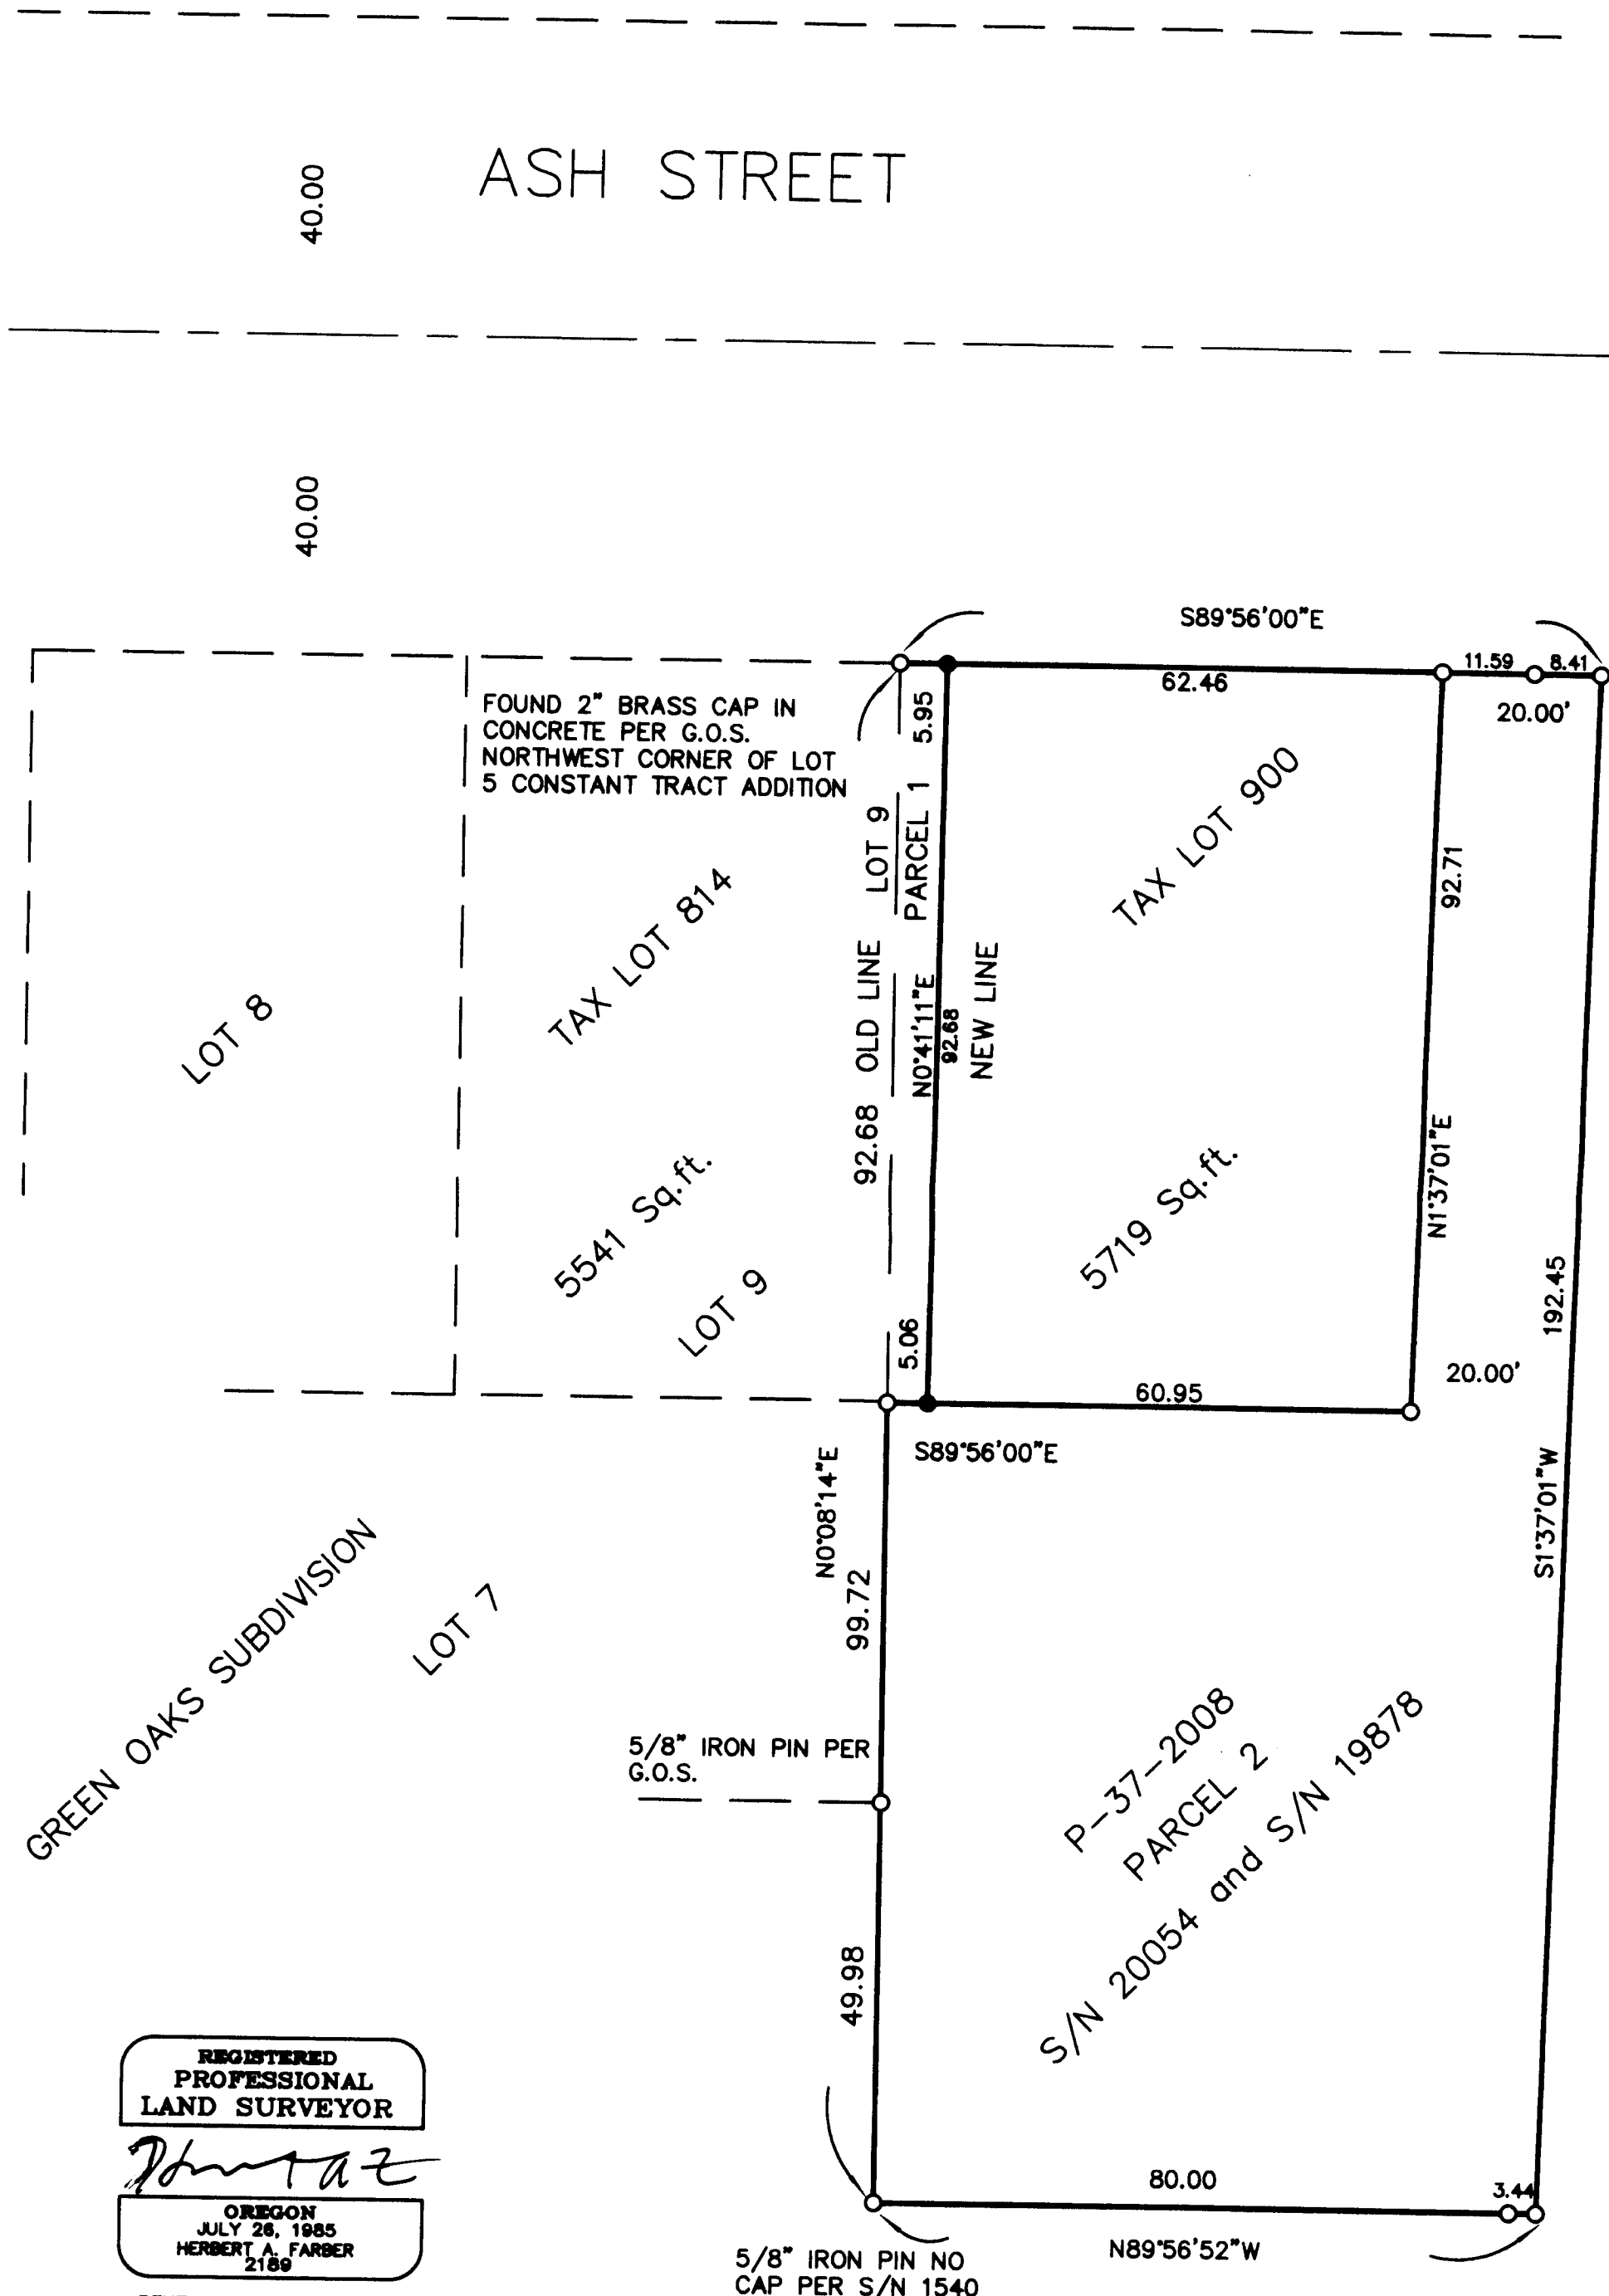 ASH STREET
40.00
40.00
S89°56'00"E
11.59
8.41
62.46
20.00'
FOUND 2" BRASS CAP IN
CONCRETE PER G.O.S.
NORTHWEST CORNER OF LOT
5 CONSTANT TRACT ADDITION
5.95
LOT 9
PARCEL 1
TAX LOT 900
92.71
TAX LOT 814
LOT 8
92.68 OLD LINE
N0°41'11"E
92.68
NEW LINE
N1°37'01"E
5541 Sq.ft.
5719 Sq.ft.
LOT 9
192.45
5.06
60.95
20.00'
S89°56'00"E
N0°08'14"E
S1°37'01"W
99.72
GREEN OAKS SUBDIVISION
LOT 7
5/8" IRON PIN PER
G.O.S.
P-37-2008
PARCEL 2
S/N 20054 and S/N 19878
49.98
REGISTERED
PROFESSIONAL
LAND SURVEYOR
OREGON
JULY 26, 1985
HERBERT A. FARBER
2189
80.00
3.44
N89°56'52"W
5/8" IRON PIN NO
CAP PER S/N 1540